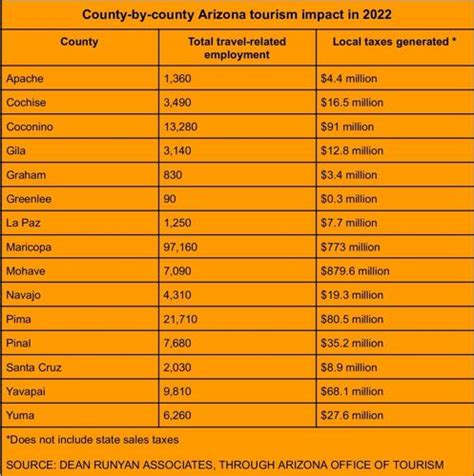 County-by-county Arizona tourism impact in 2022
County Total travel-related employment Local taxes generated *
Apache 1,360 $4.4 million
Cochise 3,490 $16.5 million
Coconino 13,280 $91 million
Gila 3,140 $12.8 million
Graham 830 $3.4 million
Greenlee 90 $0.3 million
La Paz 1,250 $7.7 million
Maricopa 97,160 $773 million
Mohave 7,090 $879.6 million
Navajo 4,310 $19.3 million
Pima 21,710 $80.5 million
Pinal 7,680 $35.2 million
Santa Cruz 2,030 $8.9 million
Yavapai 9,810 $68.1 million
Yuma 6,260 $27.6 million
*Does not include state sales taxes
SOURCE: DEAN RUNYAN ASSOCIATES, THROUGH ARIZONA OFFICE OF TOURISM